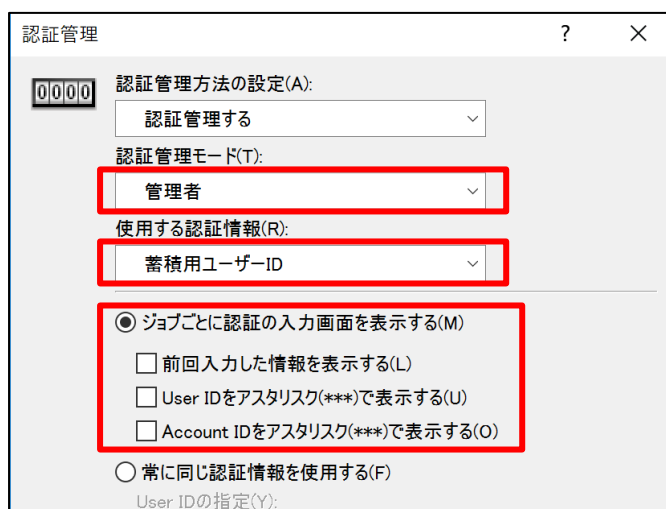 認証管理 ?
0000
認証管理方法の設定(A):
認証管理する
認証管理モード(T):
管理者
使用する認証情報(R):
蓄積用ユーザーID
ジョブごとに認証の入力画面を表示する(M)
前回入力した情報を表示する(L)
User IDをアスタリスク(***)で表示する(U)
Account IDをアスタリスク(***)で表示する(O)
常に同じ認証情報を使用する(F)
User IDの指定(Y):